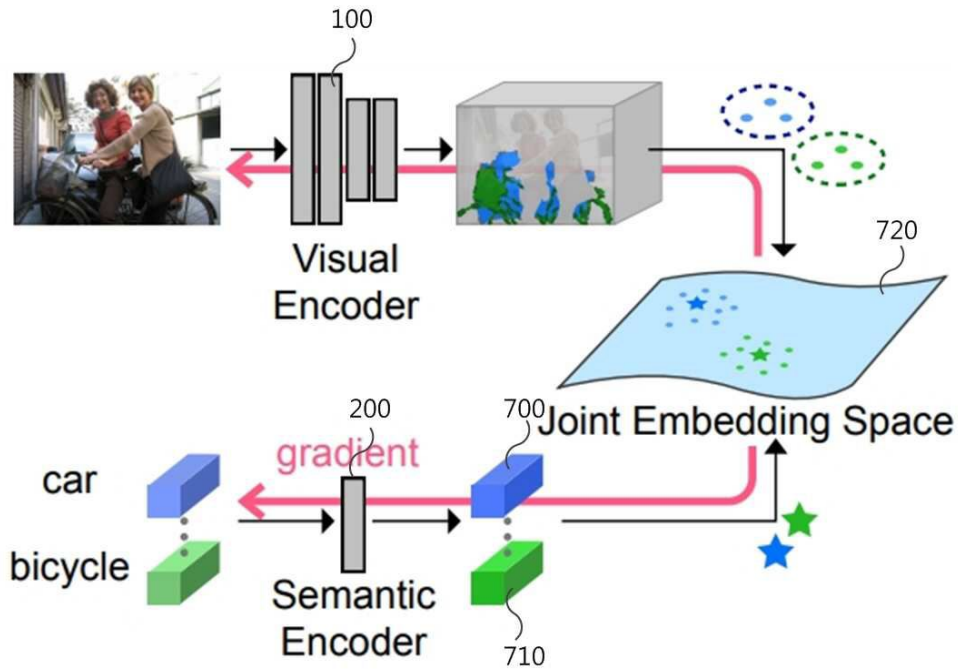 100
Visual
Encoder
720
Joint Embedding Space
200
700
gradient
car
bicycle
Semantic
Encoder
710